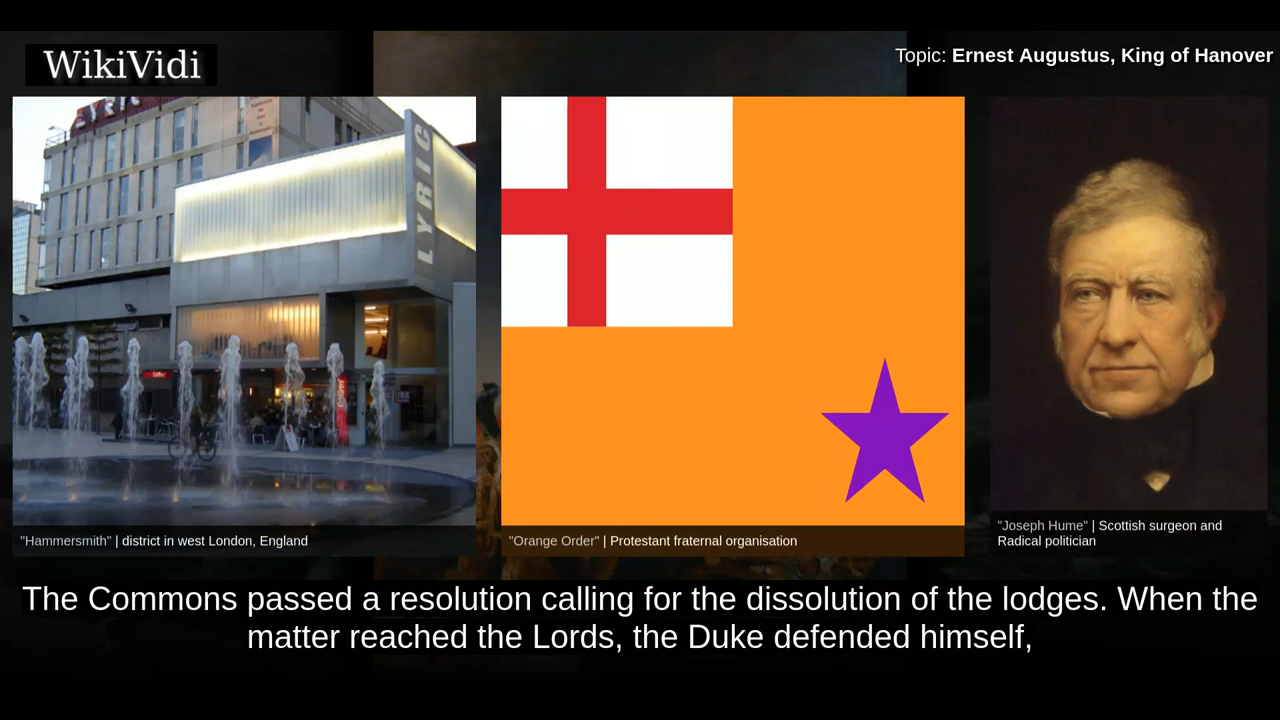 WikiVidi
Topic: Ernest Augustus, King of Hanover
LYRIC
LYRIC
"Hammersmith" | district in west London, England
"Orange Order" | Protestant fraternal organisation
"Joseph Hume" | Scottish surgeon and
Radical politician
The Commons passed a resolution calling for the dissolution of the lodges. When the
matter reached the Lords, the Duke defended himself,